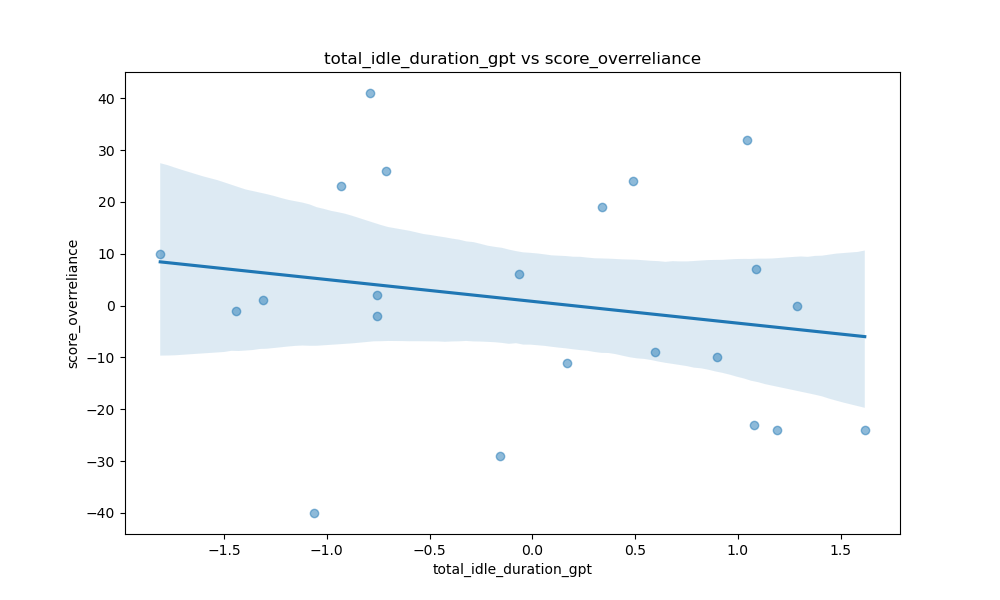 total_idle_duration_gpt vs score_overreliance
40
30
20
10
0
−10
−20
−30
−40
score_overreliance
−1.5 −1.0 −0.5 0.0 0.5 1.0 1.5
total_idle_duration_gpt